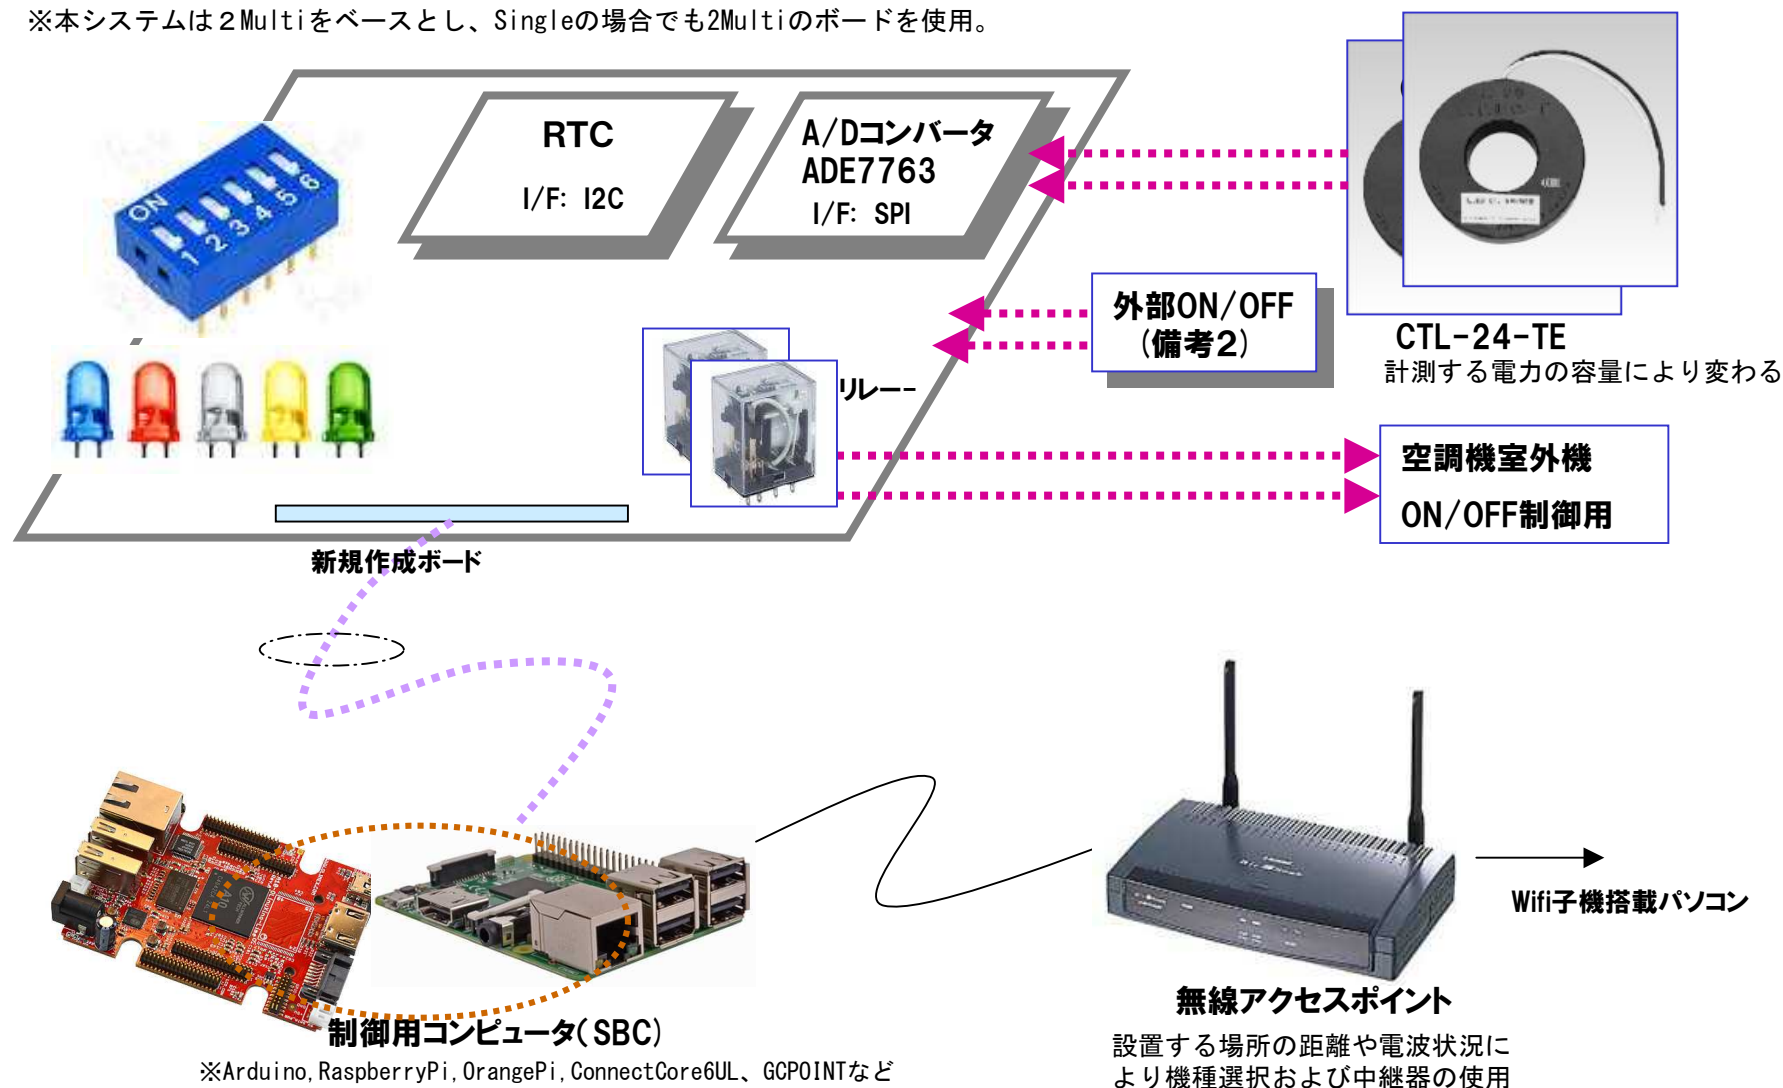 ※本システムは２Multiをベースとし、Singleの場合でも2Multiのボードを使用。
RTC
I/F: I2C
A/Dコンバータ
ADE7763
I/F: SPI
ON
1 2 3 4 5 6
外部ON/OFF
(備考2)
CTL-24-TE
計測する電力の容量により変わる
リレー-
空調機室外機
ON/OFF制御用
新規作成ボード
A10
Wifi子機搭載パソコン
無線アクセスポイント
設置する場所の距離や電波状況に
より機種選択および中継器の使用
制御用コンピュータ(SBC)
※Arduino,RaspberryPi,OrangePi,ConnectCore6UL、GCPOINTなど